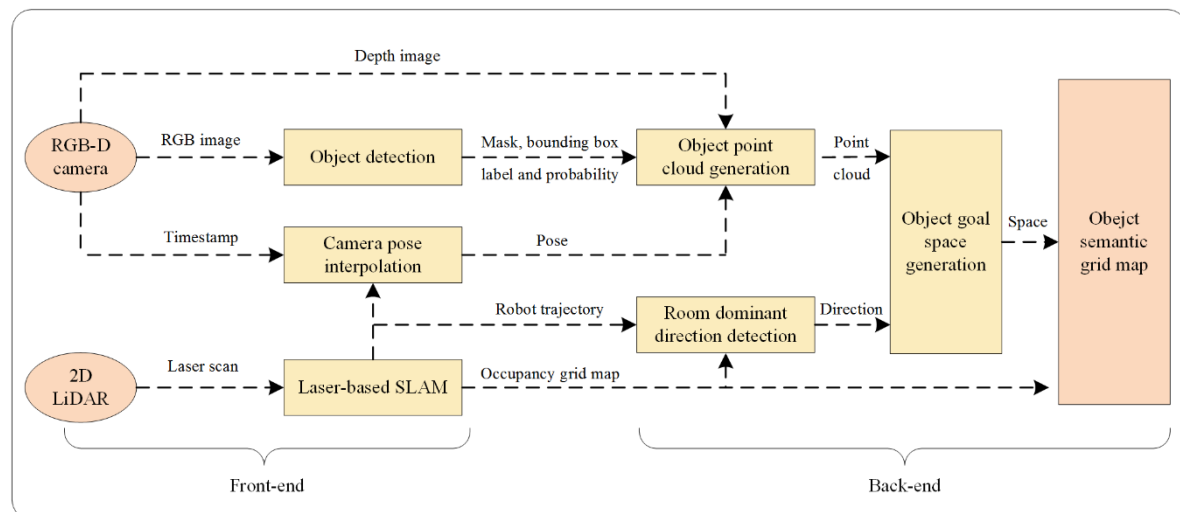 Depth image
RGB-D
camera
RGB image
Object detection
Mask, bounding box
label and probability
Object point
cloud generation
Point
cloud
Timestamp
Camera pose
interpolation
Pose
Object goal
space
generation
Space
Obejct
semantic
grid map
Robot trajectory
Room dominant
direction detection
Direction
2D
LiDAR
Laser scan
Laser-based SLAM
Occupancy grid map
Front-end
Back-end